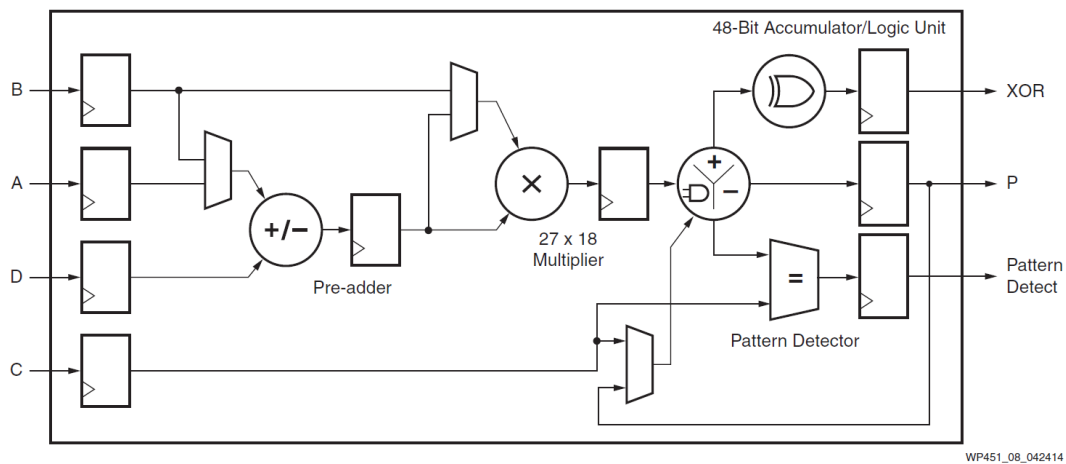 48-Bit Accumulator/Logic Unit
B
XOR
A
×
+
−
P
+/−
27 x 18
Multiplier
D
Pre-adder
=
Pattern
Detect
Pattern Detector
C
WP451_08_042414